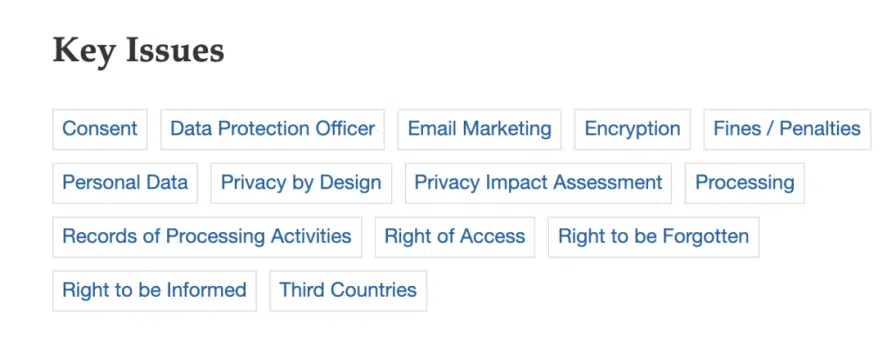 Key Issues
Consent Data Protection Officer Email Marketing Encryption Fines / Penalties
Personal Data Privacy by Design Privacy Impact Assessment Processing
Records of Processing Activities Right of Access Right to be Forgotten
Right to be Informed Third Countries